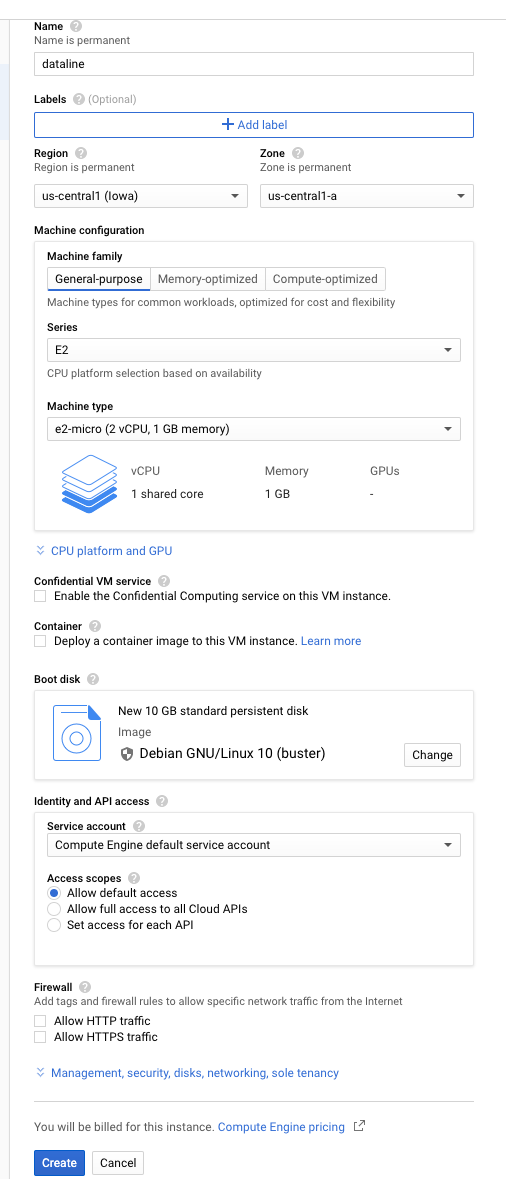 Name
Name is permanent
dataline
Labels (Optional)
Add label
Region Zone
Region is permanent Zone is permanent
us-central1 (Iowa) us-central1-a
Machine configuration
Machine family
General-purpose Memory-optimized Compute-optimized
Machine types for common workloads, optimized for cost and flexibility
Series
E2
CPU platform selection based on availability
Machine type
e2-micro (2 vCPU, 1 GB memory)
vCPU Memory GPUs
1 shared core 1 GB -
CPU platform and GPU
Confidential VM service
Enable the Confidential Computing service on this VM instance.
Container
Deploy a container image to this VM instance. Learn more
Boot disk
New 10 GB standard persistent disk
Image
Debian GNU/Linux 10 (buster)
Change
Identity and API access
Service account
Compute Engine default service account
Access scopes
Allow default access
Allow full access to all Cloud APIs
Set access for each API
Firewall
Add tags and firewall rules to allow specific network traffic from the Internet
Allow HTTP traffic
Allow HTTPS traffic
Management, security, disks, networking, sole tenancy
You will be billed for this instance. Compute Engine pricing
Create Cancel